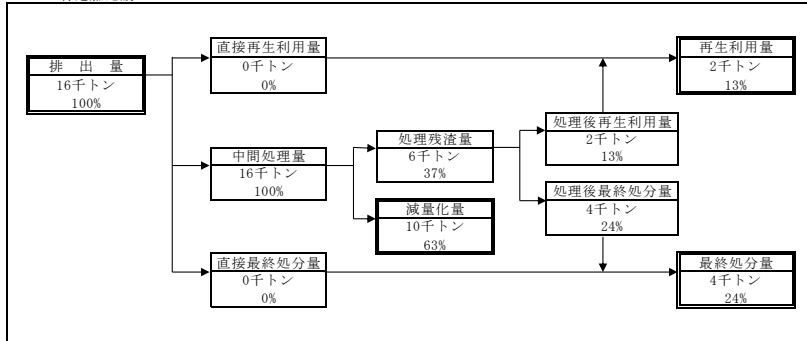 排 出 量
16千トン
100%
直接再生利用量
0千トン
0%
中間処理量
16千トン
100%
直接最終処分量
0千トン
0%
処理残渣量
6千トン
37%
減量化量
10千トン
63%
処理後再生利用量
2千トン
13%
処理後最終処分量
4千トン
24%
再生利用量
2千トン
13%
最終処分量
4千トン
24%